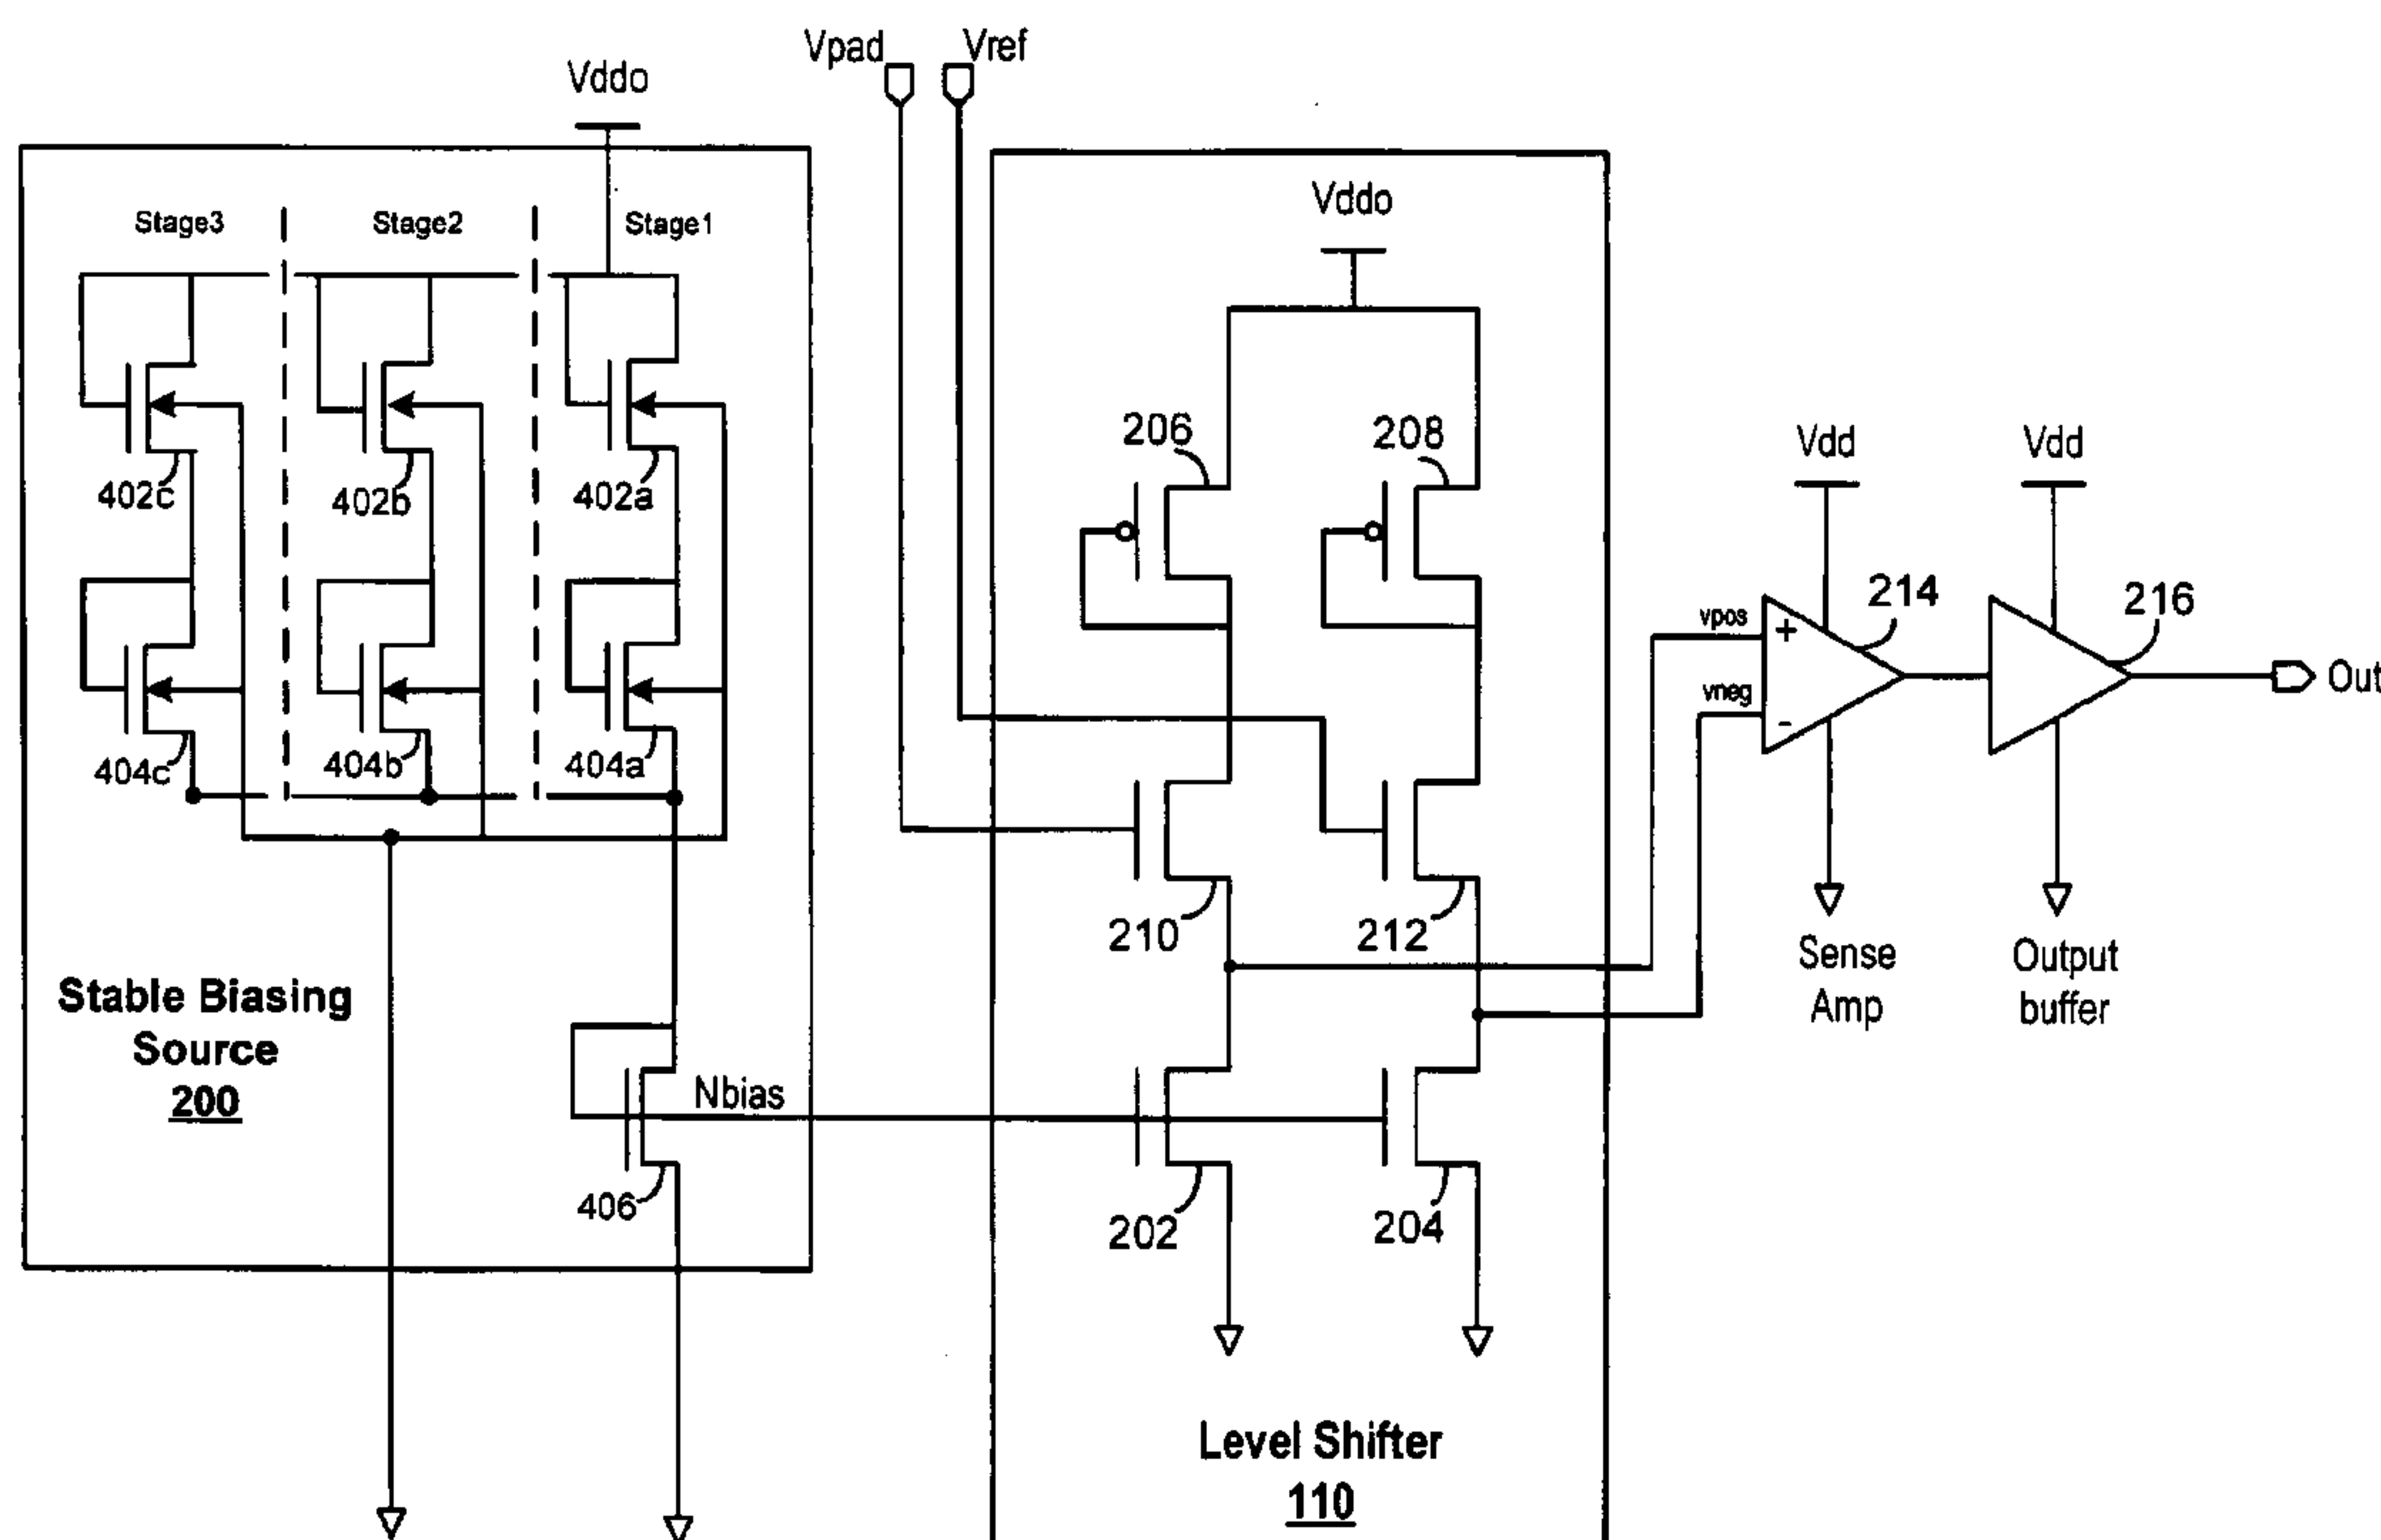 Vpad
Vref
Vddo
Stage3
Stage2
Stage1
Vddo
402c
402b
402a
206
208
404c
404b
404a
Vdd
Vdd
vpos
+
214
216
vneg
-
Out
210
212
Sense
Amp
Output
buffer
Stable Biasing
Source
200
Nbias
406
202
204
Level Shifter
110